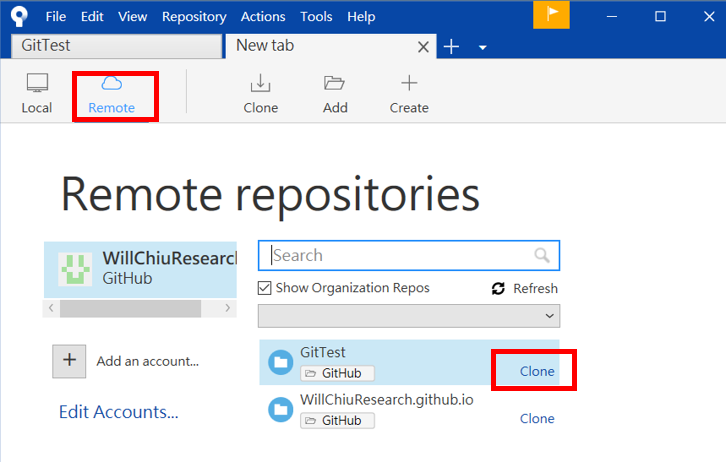 File Edit View Repository Actions Tools Help
GitTest New tab
Local Remote Clone Add Create
Remote repositories
WillChiuResearch
GitHub
Search
Show Organization Repos Refresh
Add an account...
Edit Accounts...
GitTest
GitHub
Clone
WillChiuResearch.github.io
GitHub
Clone